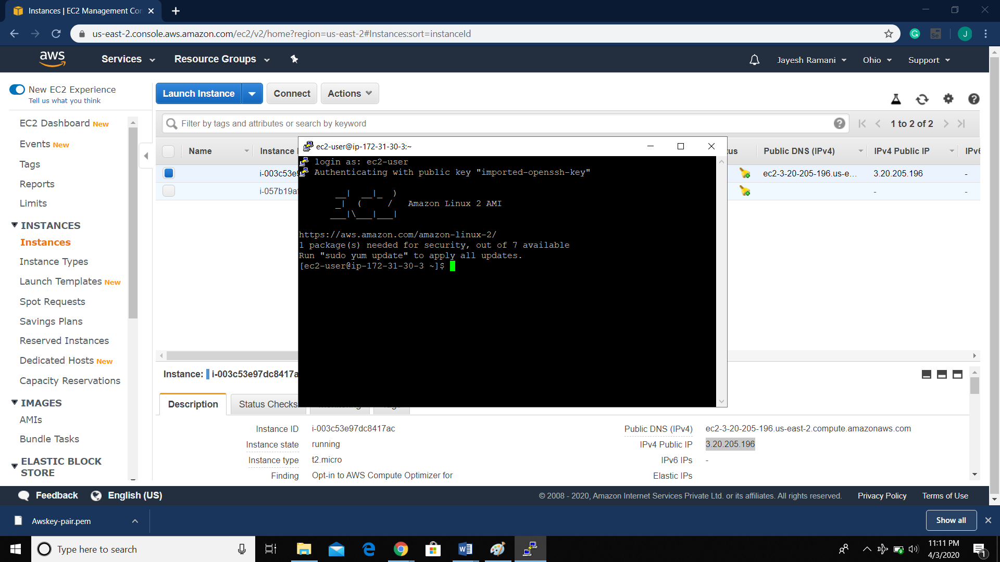 Instances | EC2 Management Con
us-east-2.console.aws.amazon.com/ec2/v2/home?region=us-east-2#Instances:sort=instanceId
J
aws
Services
Resource Groups
Jayesh Ramani
Ohio
Support
New EC2 Experience
Tell us what you think
Launch Instance
Connect
Actions
Filter by tags and attributes or search by keyword
1 to 2 of 2
EC2 Dashboard New
Events New
Tags
Reports
Limits
INSTANCES
Instances
Instance Types
Launch Templates New
Spot Requests
Savings Plans
Reserved Instances
Dedicated Hosts New
Capacity Reservations
IMAGES
AMIs
Bundle Tasks
ELASTIC BLOCK
STORE
Name
Instance I
tus
Public DNS (IPv4)
IPv4 Public IP
IPv6
i-003c53e9
ec2-3-20-205-196.us-e...
3.20.205.196
-
i-057b19a
-
-
ec2-user@ip-172-31-30-3:~
login as: ec2-user
Authenticating with public key "imported-openssh-key"
       __|  __|_  )
       _|  (     /   Amazon Linux 2 AMI
      ___|\___|___|
https://aws.amazon.com/amazon-linux-2/
1 package(s) needed for security, out of 7 available
Run "sudo yum update" to apply all updates.
[ec2-user@ip-172-31-30-3 ~]$
Instance: i-003c53e97dc8417a
Description
Status Checks
Instance ID
i-003c53e97dc8417ac
Instance state
running
Instance type
t2.micro
Finding
Opt-in to AWS Compute Optimizer for
Public DNS (IPv4)
ec2-3-20-205-196.us-east-2.compute.amazonaws.com
IPv4 Public IP
3.20.205.196
IPv6 IPs
-
Elastic IPs
Feedback
English (US)
© 2008 - 2020, Amazon Internet Services Private Ltd. or its affiliates. All rights reserved.
Privacy Policy
Terms of Use
Awskey-pair.pem
Show all
Type here to search
11:11 PM
4/3/2020
1